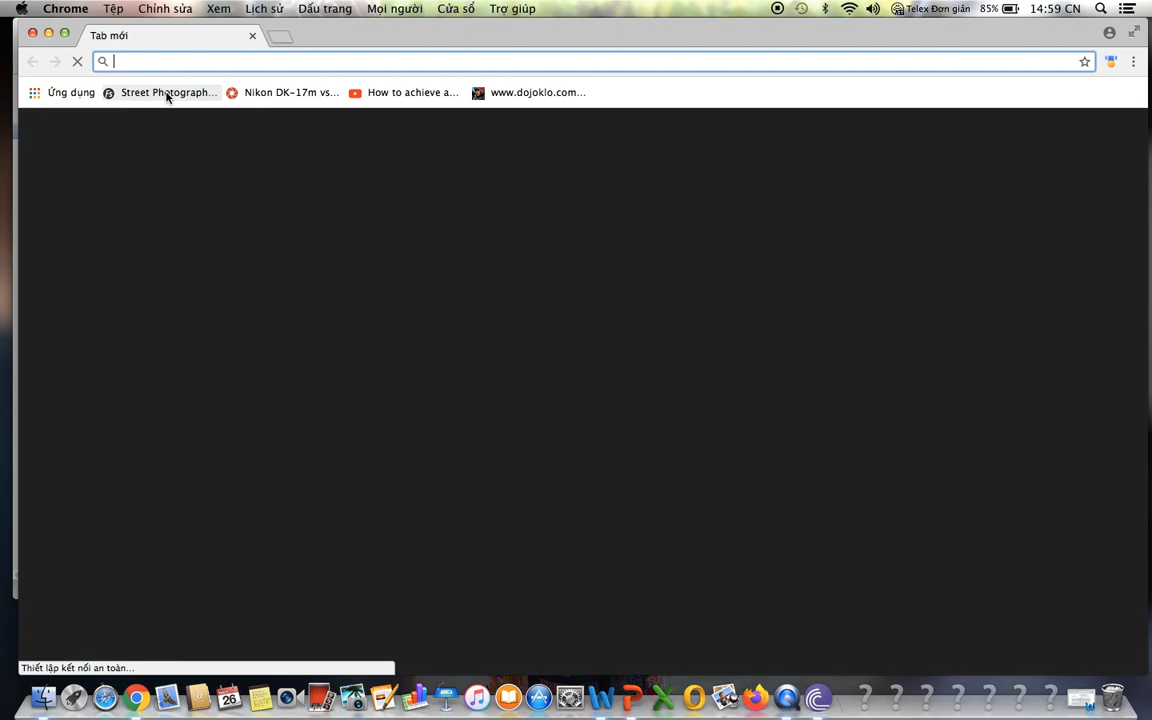 Chrome Tệp Chỉnh sửa Xem Lịch sử Dấu trang Mọi người Cửa sổ Trợ giúp Telex Đơn giản 85% 14:59 CN
Tab mới
Ứng dụng Street Photograph... Nikon DK-17m vs... How to achieve a... www.dojoklo.com...
Thiết lập kết nối an toàn...
26